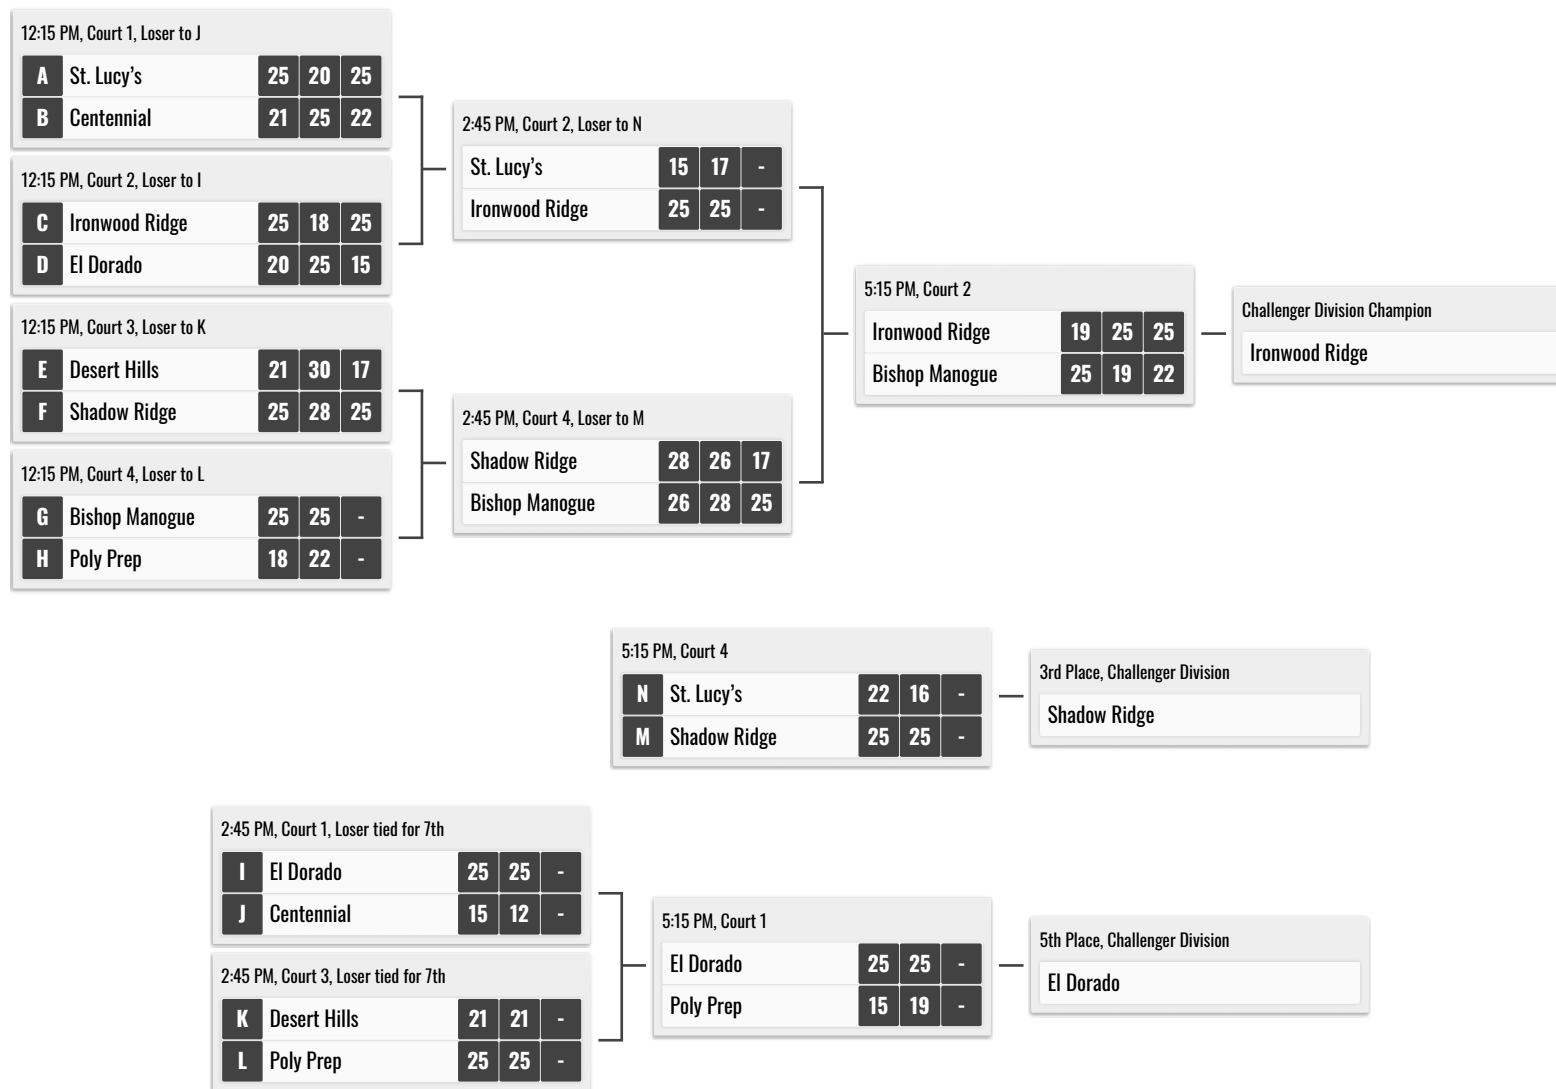 12:15 PM, Court 1, Loser to J
A St. Lucy’s 25 20 25
B Centennial 21 25 22
12:15 PM, Court 2, Loser to I
C Ironwood Ridge 25 18 25
D El Dorado 20 25 15
12:15 PM, Court 3, Loser to K
E Desert Hills 21 30 17
F Shadow Ridge 25 28 25
12:15 PM, Court 4, Loser to L
G Bishop Manogue 25 25 -
H Poly Prep 18 22 -
2:45 PM, Court 2, Loser to N
St. Lucy’s 15 17 -
Ironwood Ridge 25 25 -
2:45 PM, Court 4, Loser to M
Shadow Ridge 28 26 17
Bishop Manogue 26 28 25
5:15 PM, Court 2
Ironwood Ridge 19 25 25
Bishop Manogue 25 19 22
Challenger Division Champion
Ironwood Ridge
5:15 PM, Court 4
N St. Lucy’s 22 16 -
M Shadow Ridge 25 25 -
3rd Place, Challenger Division
Shadow Ridge
2:45 PM, Court 1, Loser tied for 7th
I El Dorado 25 25 -
J Centennial 15 12 -
2:45 PM, Court 3, Loser tied for 7th
K Desert Hills 21 21 -
L Poly Prep 25 25 -
5:15 PM, Court 1
El Dorado 25 25 -
Poly Prep 15 19 -
5th Place, Challenger Division
El Dorado